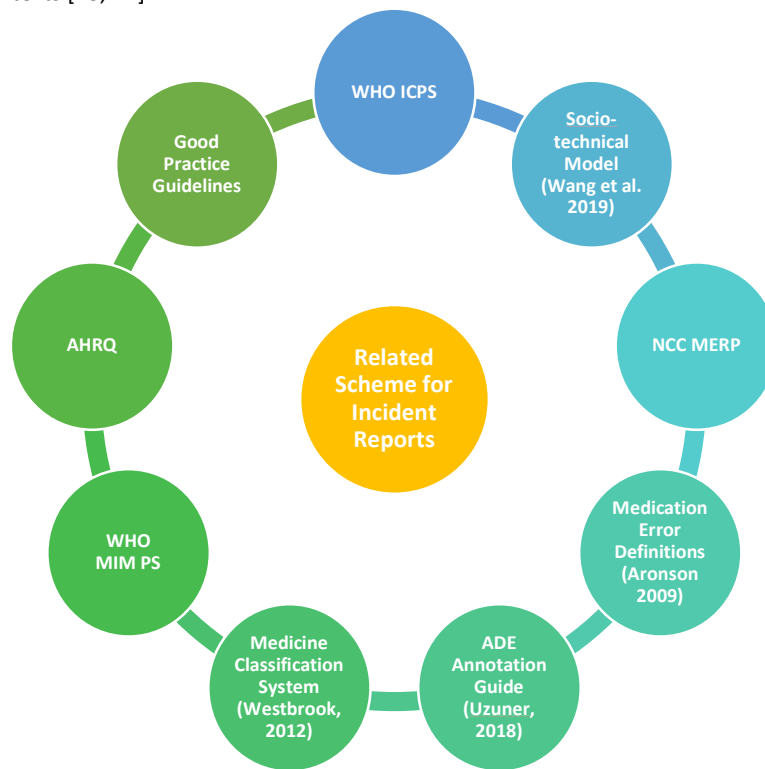 WHO ICPS
Socio-
technical
Model
(Wang et al.
2019)
NCC MERP
Medication
Error
Definitions
(Aronson
2009)
ADE
Annotation
Guide
(Uzuner,
2018)
Medicine
Classification
System
(Westbrook,
2012)
WHO
MIM PS
AHRQ
Good
Practice
Guidelines
Related
Scheme for
Incident
Reports